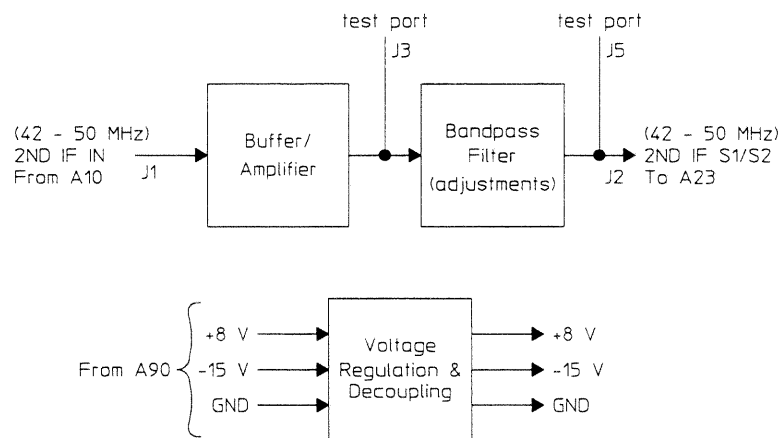 test port
J3
test port
J5
(42 - 50 MHz)
2ND IF IN
From A10
J1
Buffer/
Amplifier
Bandpass
Filter
(adjustments)
(42 - 50 MHz)
2ND IF S1/S2
To A23
J2
From A90
+8 V
-15 V
GND
Voltage
Regulation &
Decoupling
+8 V
-15 V
GND